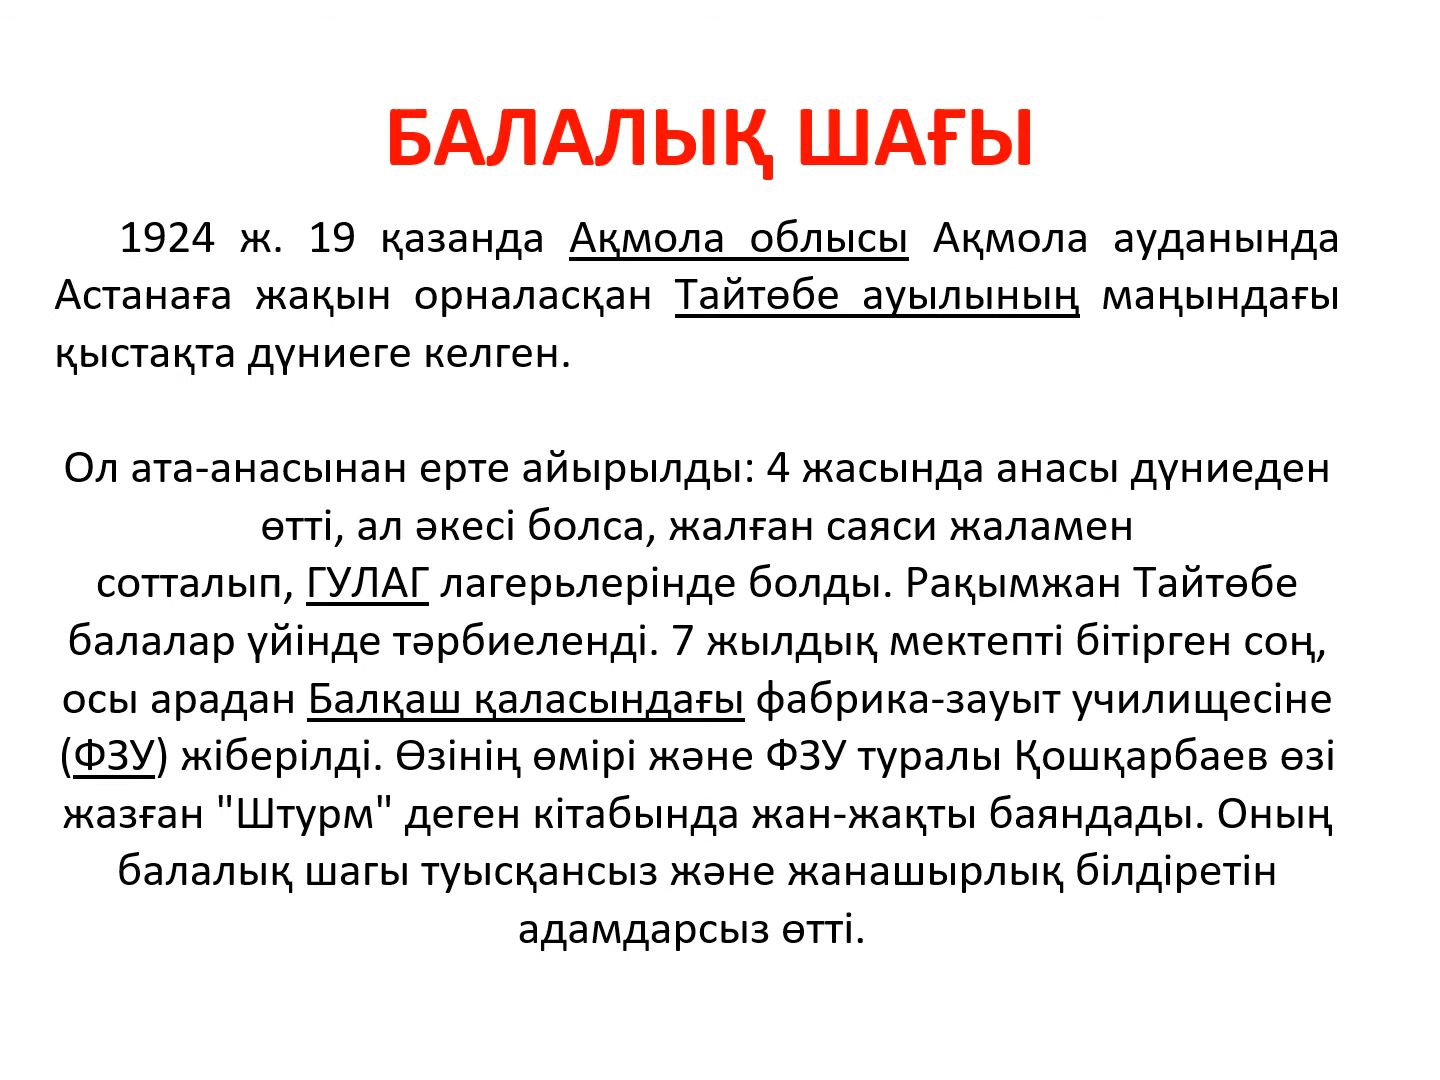 БАЛАЛЫҚ ШАҒЫ
1924 ж. 19 қазанда Ақмола облысы Ақмола ауданында
Астанаға жақын орналасқан Тайтөбе ауылының маңындағы
қыстақта дүниеге келген.
Ол ата-анасынан ерте айырылды: 4 жасында анасы дүниеден
өтті, ал әкесі болса, жалған саяси жаламен
сотталып, ГУЛАГ лагерьлерінде болды. Рақымжан Тайтөбе
балалар үйінде тәрбиеленді. 7 жылдық мектепті бітірген соң,
осы арадан Балқаш қаласындағы фабрика-зауыт училищесіне
(ФЗУ) жіберілді. Өзінің өмірі және ФЗУ туралы Қошқарбаев өзі
жазған "Штурм" деген кітабында жан-жақты баяндады. Оның
балалық шагы туысқансыз және жанашырлық білдіретін
адамдарсыз өтті.